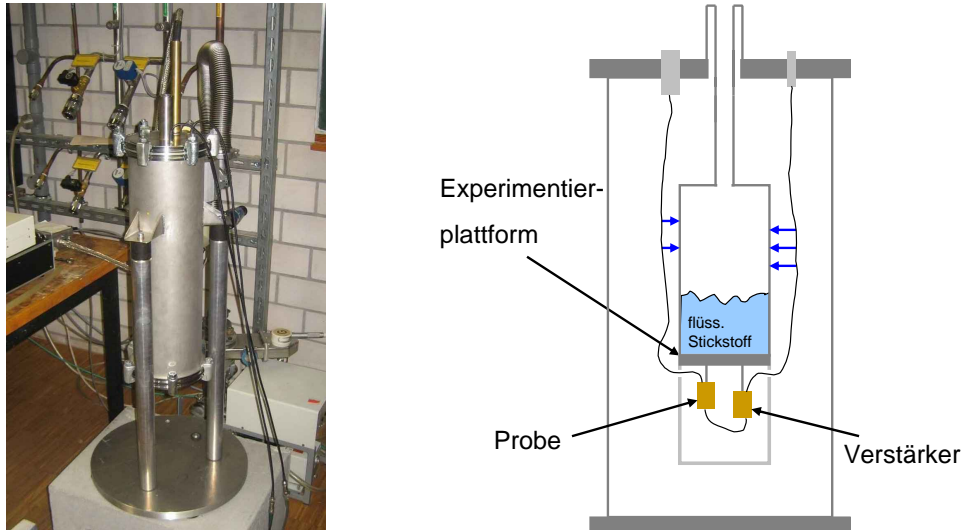 Experimentier-
plattform
flüss.
Stickstoff
Probe
Verstärker